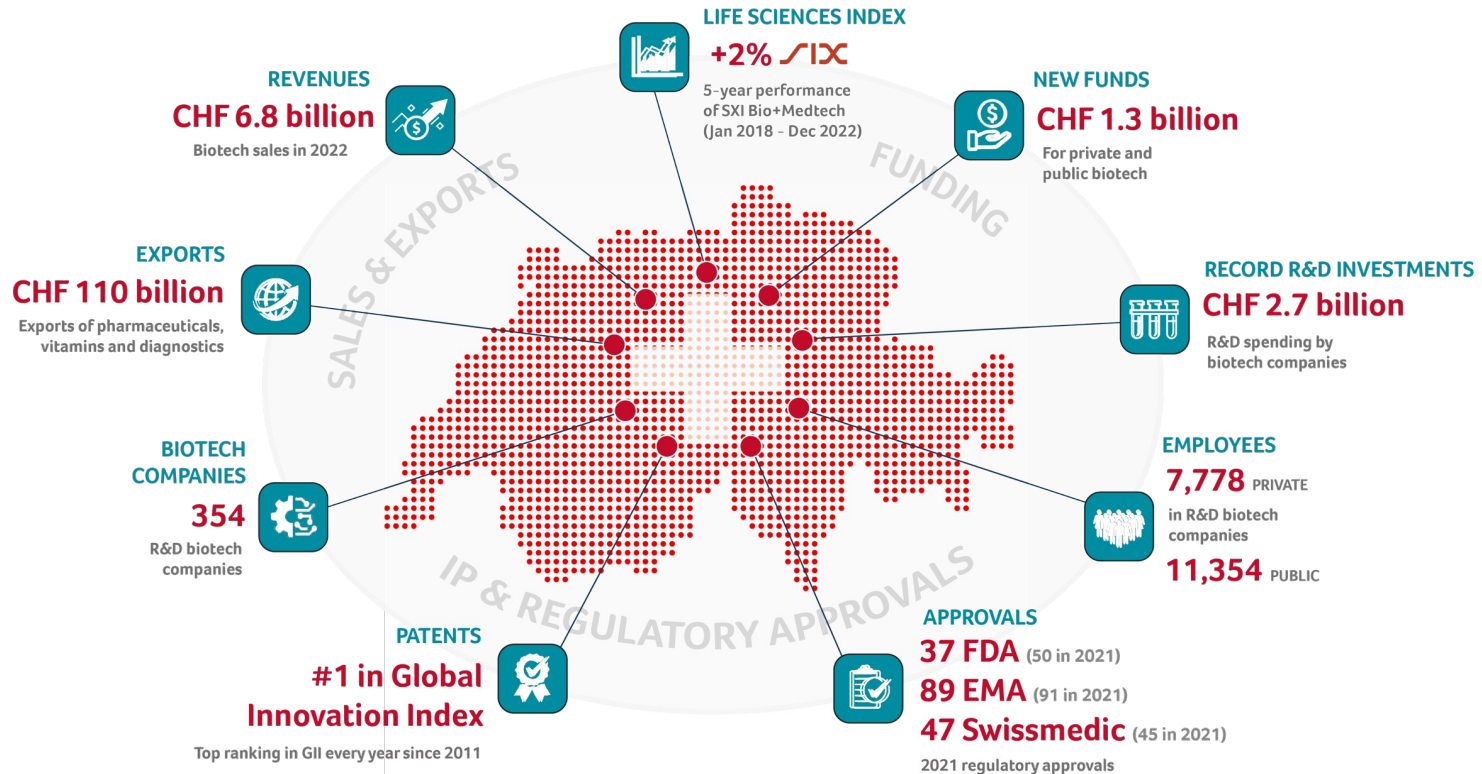 LIFE SCIENCES INDEX
+2% SIX
5-year performance
of SXI Bio+Medtech
(Jan 2018 - Dec 2022)
REVENUES
CHF 6.8 billion
Biotech sales in 2022
NEW FUNDS
CHF 1.3 billion
For private and
public biotech
SALES & EXPORTS
FUNDING
EXPORTS
CHF 110 billion
Exports of pharmaceuticals,
vitamins and diagnostics
RECORD R&D INVESTMENTS
CHF 2.7 billion
R&D spending by
biotech companies
BIOTECH
COMPANIES
354
R&D biotech
companies
EMPLOYEES
7,778 PRIVATE
in R&D biotech
companies
11,354 PUBLIC
IP & REGULATORY APPROVALS
PATENTS
#1 in Global
Innovation Index
Top ranking in GII every year since 2011
APPROVALS
37 FDA (50 in 2021)
89 EMA (91 in 2021)
47 Swissmedic (45 in 2021)
2021 regulatory approvals